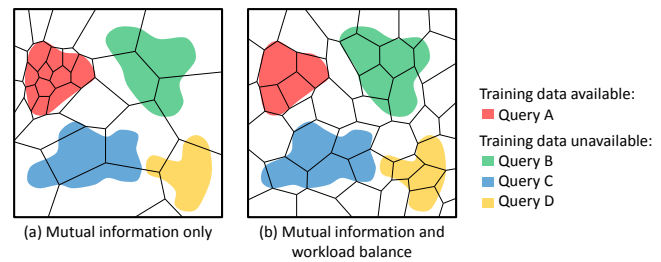 Training data available:
Query A
Training data unavailable:
Query B
Query C
Query D
(a) Mutual information only
(b) Mutual information and
workload balance